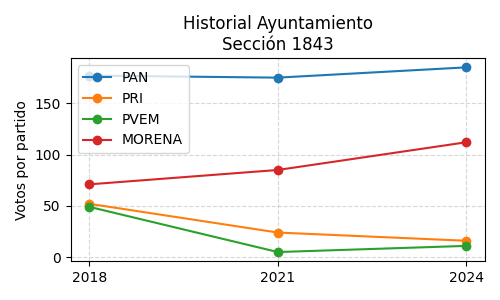 Historial Ayuntamiento
Sección 1843
Votos por partido
150
100
50
0
PAN
PRI
PVEM
MORENA
2018
2021
2024